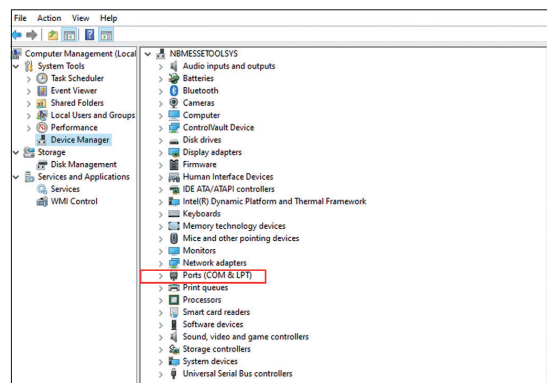 File Action View Help
Computer Management (Local
System Tools
Task Scheduler
Event Viewer
Shared Folders
Local Users and Groups
Performance
Device Manager
Storage
Disk Management
Services and Applications
Services
WMI Control
NBMESSETOOLSYS
Audio inputs and outputs
Batteries
Bluetooth
Cameras
Computer
ControlVault Device
Disk drives
Display adapters
Firmware
Human Interface Devices
IDE ATA/ATAPI controllers
Intel(R) Dynamic Platform and Thermal Framework
Keyboards
Memory technology devices
Mice and other pointing devices
Monitors
Network adapters
Ports (COM & LPT)
Print queues
Processors
Smart card readers
Software devices
Sound, video and game controllers
Storage controllers
System devices
Universal Serial Bus controllers